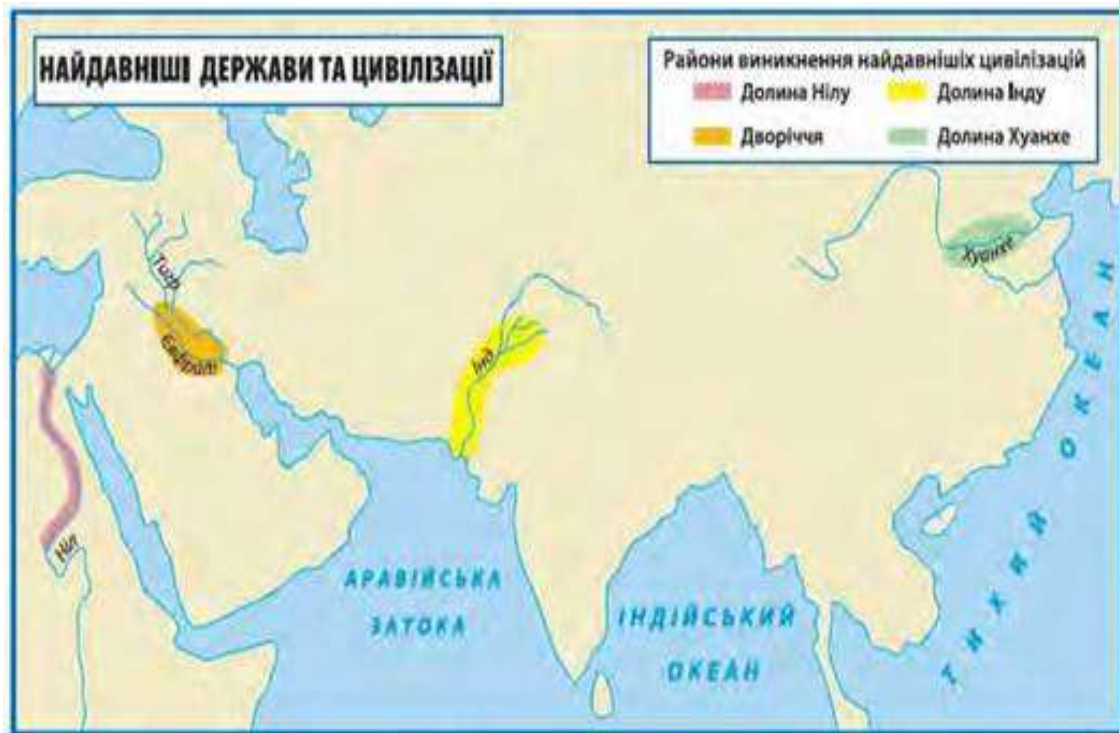 НАЙДАВНІШІ ДЕРЖАВИ ТА ЦИВІЛІЗАЦІЇ
Райони виникнення найдавніших цивілізацій
Долина Нілу
Долина Інду
Дворіччя
Долина Хуанхе
Тигр
Євфрат
Інд
Хуанхе
Ніл
АРАВІЙСЬКА
ЗАТОКА
ІНДІЙСЬКИЙ
ОКЕАН
ТИХИЙ ОКЕАН